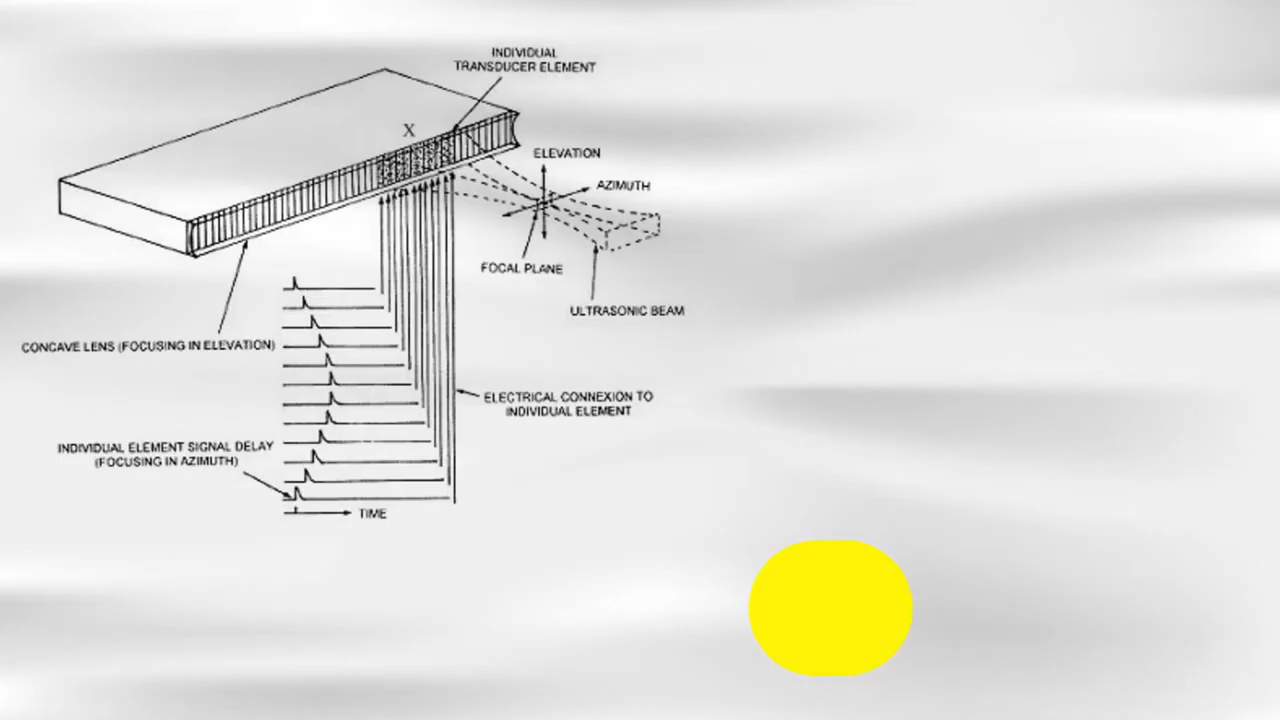 INDIVIDUAL
TRANSDUCER ELEMENT
X
ELEVATION
AZIMUTH
FOCAL PLANE
ULTRASONIC BEAM
CONCAVE LENS (FOCUSING IN ELEVATION)
ELECTRICAL CONNEXION TO
INDIVIDUAL ELEMENT
INDIVIDUAL ELEMENT SIGNAL DELAY
(FOCUSING IN AZIMUTH)
TIME